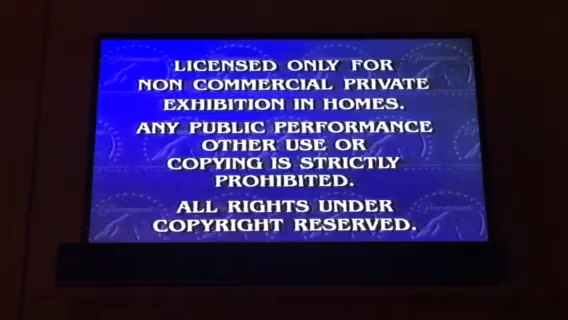 LICENSED ONLY FOR
NON COMMERCIAL PRIVATE
EXHIBITION IN HOMES.
ANY PUBLIC PERFORMANCE
OTHER USE OR
COPYING IS STRICTLY
PROHIBITED.
ALL RIGHTS UNDER
COPYRIGHT RESERVED.